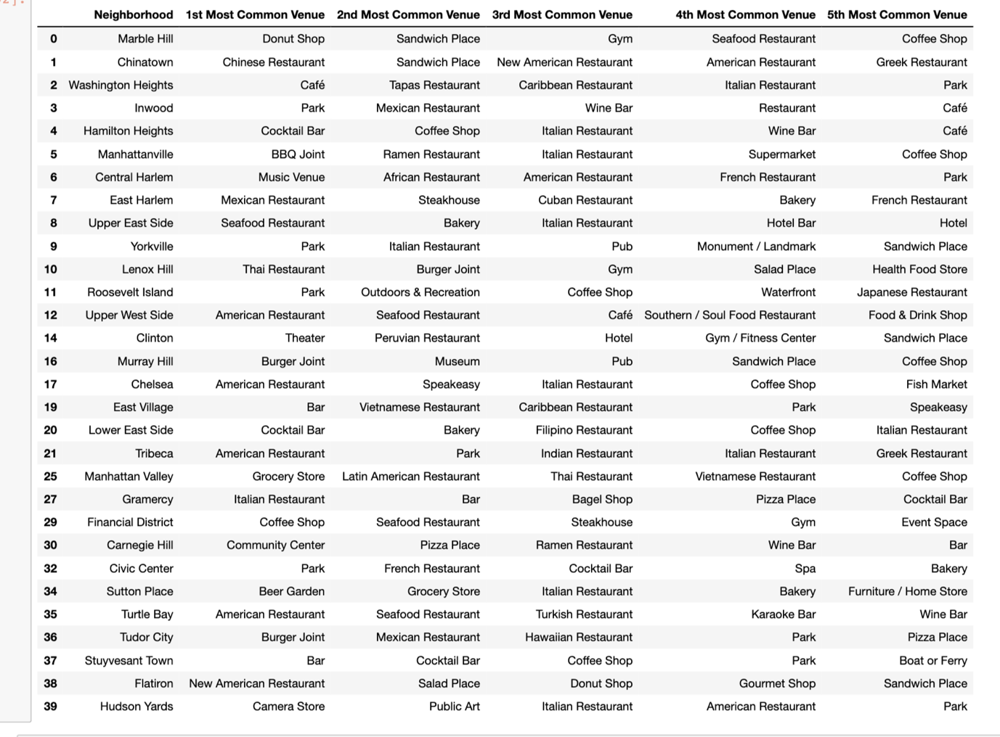 2]:
Neighborhood 1st Most Common Venue 2nd Most Common Venue 3rd Most Common Venue 4th Most Common Venue 5th Most Common Venue
0 Marble Hill Donut Shop Sandwich Place Gym Seafood Restaurant Coffee Shop
1 Chinatown Chinese Restaurant Sandwich Place New American Restaurant American Restaurant Greek Restaurant
2 Washington Heights Café Tapas Restaurant Caribbean Restaurant Italian Restaurant Park
3 Inwood Park Mexican Restaurant Wine Bar Restaurant Café
4 Hamilton Heights Cocktail Bar Coffee Shop Italian Restaurant Wine Bar Café
5 Manhattanville BBQ Joint Ramen Restaurant Italian Restaurant Supermarket Coffee Shop
6 Central Harlem Music Venue African Restaurant American Restaurant French Restaurant Park
7 East Harlem Mexican Restaurant Steakhouse Cuban Restaurant Bakery French Restaurant
8 Upper East Side Seafood Restaurant Bakery Italian Restaurant Hotel Bar Hotel
9 Yorkville Park Italian Restaurant Pub Monument / Landmark Sandwich Place
10 Lenox Hill Thai Restaurant Burger Joint Gym Salad Place Health Food Store
11 Roosevelt Island Park Outdoors & Recreation Coffee Shop Waterfront Japanese Restaurant
12 Upper West Side American Restaurant Seafood Restaurant Café Southern / Soul Food Restaurant Food & Drink Shop
14 Clinton Theater Peruvian Restaurant Hotel Gym / Fitness Center Sandwich Place
16 Murray Hill Burger Joint Museum Pub Sandwich Place Coffee Shop
17 Chelsea American Restaurant Speakeasy Italian Restaurant Coffee Shop Fish Market
19 East Village Bar Vietnamese Restaurant Caribbean Restaurant Park Speakeasy
20 Lower East Side Cocktail Bar Bakery Filipino Restaurant Coffee Shop Italian Restaurant
21 Tribeca American Restaurant Park Indian Restaurant Italian Restaurant Greek Restaurant
25 Manhattan Valley Grocery Store Latin American Restaurant Thai Restaurant Vietnamese Restaurant Coffee Shop
27 Gramercy Italian Restaurant Bar Bagel Shop Pizza Place Cocktail Bar
29 Financial District Coffee Shop Seafood Restaurant Steakhouse Gym Event Space
30 Carnegie Hill Community Center Pizza Place Ramen Restaurant Wine Bar Bar
32 Civic Center Park French Restaurant Cocktail Bar Spa Bakery
34 Sutton Place Beer Garden Grocery Store Italian Restaurant Bakery Furniture / Home Store
35 Turtle Bay American Restaurant Seafood Restaurant Turkish Restaurant Karaoke Bar Wine Bar
36 Tudor City Burger Joint Mexican Restaurant Hawaiian Restaurant Park Pizza Place
37 Stuyvesant Town Bar Cocktail Bar Coffee Shop Park Boat or Ferry
38 Flatiron New American Restaurant Salad Place Donut Shop Gourmet Shop Sandwich Place
39 Hudson Yards Camera Store Public Art Italian Restaurant American Restaurant Park